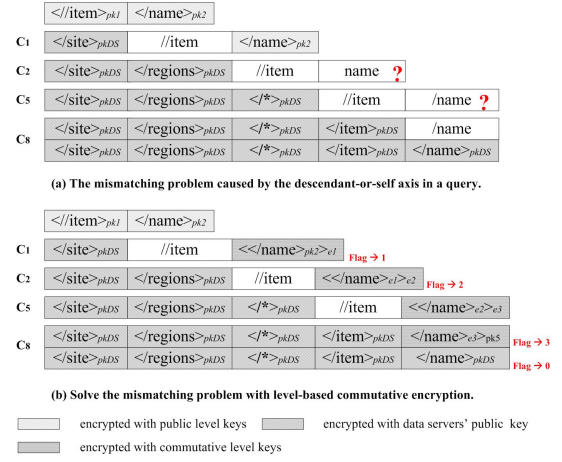 <//item>pk1 </name>pk2
C1 </site>pkDS //item </name>pk2
C2 </site>pkDS </regions>pkDS //item name ?
C5 </site>pkDS </regions>pkDS </*>pkDS //item /name ?
C8 </site>pkDS </regions>pkDS </*>pkDS </item>pkDS /name
</site>pkDS </regions>pkDS </*>pkDS </item>pkDS </name>pkDS
(a) The mismatching problem caused by the descendant-or-self axis in a query.
<//item>pk1 </name>pk2
C1 </site>pkDS //item <</name>pk2>e1 Flag → 1
C2 </site>pkDS </regions>pkDS //item <</name>e1>e2 Flag → 2
C5 </site>pkDS </regions>pkDS </*>pkDS //item <</name>e2>e3
C8 </site>pkDS </regions>pkDS </*>pkDS </item>pkDS </name>e3>pk5 Flag → 3
</site>pkDS </regions>pkDS </*>pkDS </item>pkDS </name>pkDS Flag → 0
(b) Solve the mismatching problem with level-based commutative encryption.
encrypted with public level keys encrypted with data servers' public key
encrypted with commutative level keys